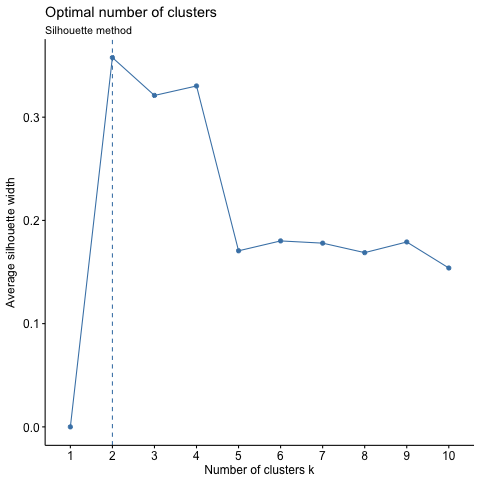 Optimal number of clusters
Silhouette method
Average silhouette width
0.3
0.2
0.1
0.0
1 2 3 4 5 6 7 8 9 10
Number of clusters k